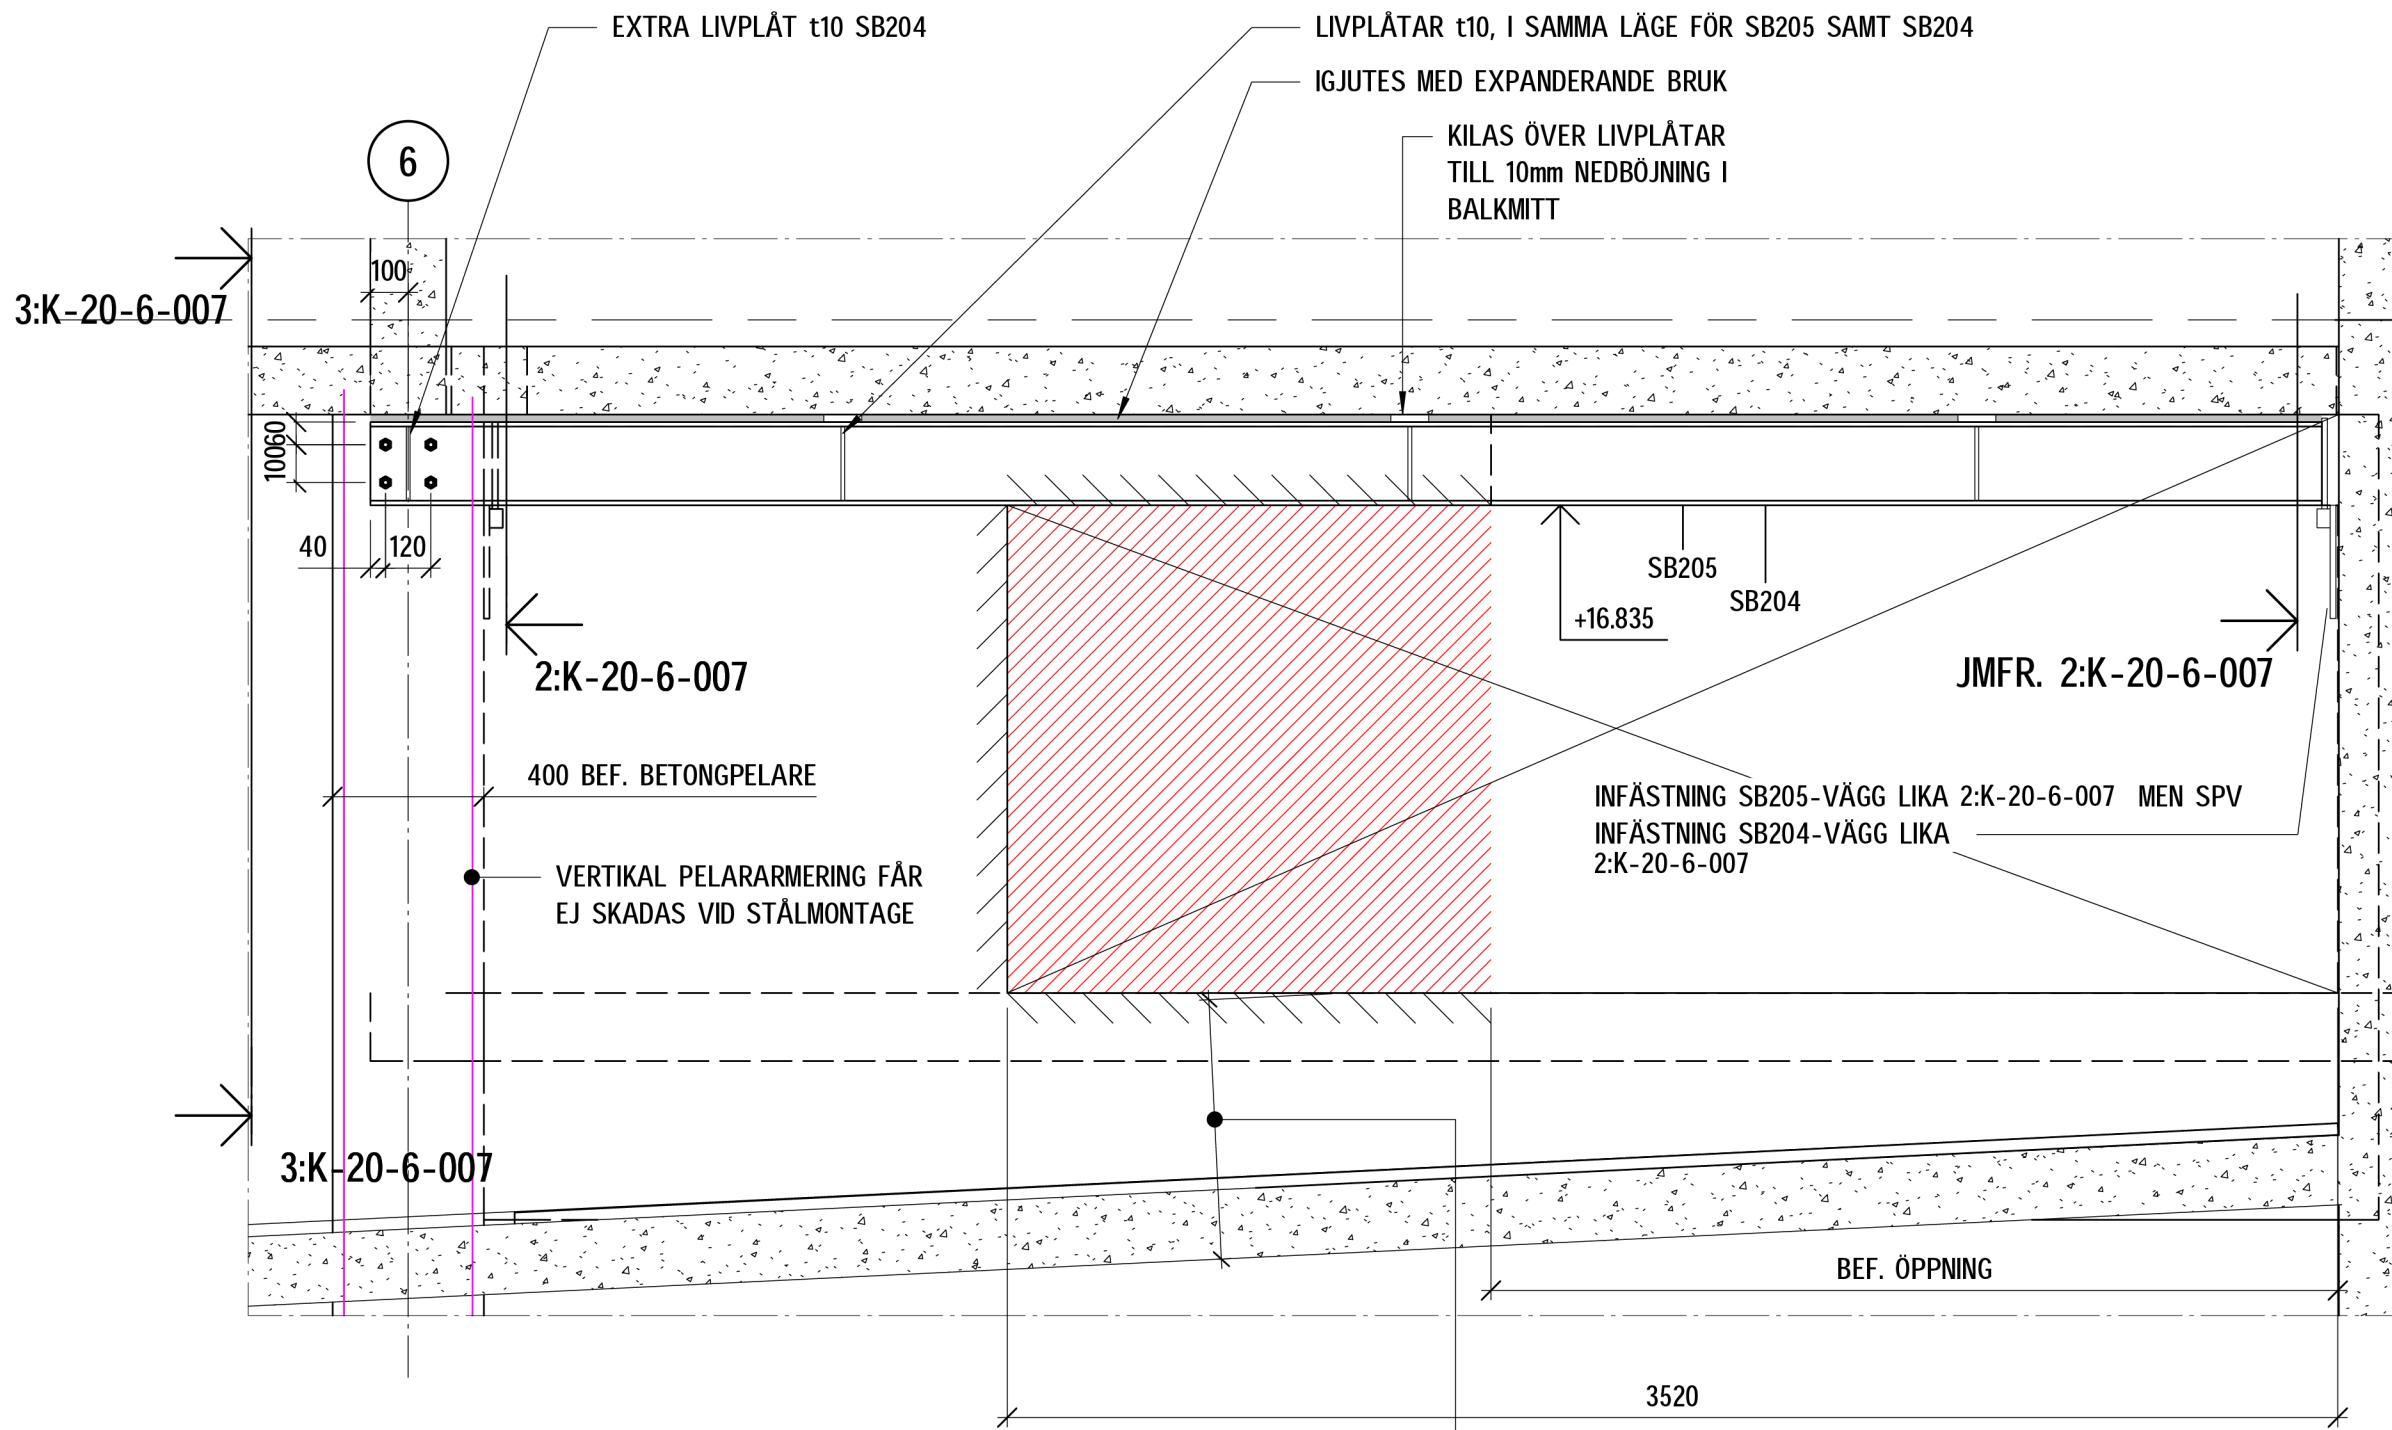 EXTRA LIVPLÅT t10 SB204
LIVPLÅTAR t10, I SAMMA LÄGE FÖR SB205 SAMT SB204
IGJUTES MED EXPANDERANDE BRUK
KILAS ÖVER LIVPLÅTAR
TILL 10mm NEDBÖJNING I
BALKMITT
6
100
3:K-20-6-007
10060
40
120
SB205
SB204
+16.835
2:K-20-6-007
JMFR. 2:K-20-6-007
400 BEF. BETONGPELARE
INFÄSTNING SB205-VÄGG LIKA 2:K-20-6-007 MEN SPV
INFÄSTNING SB204-VÄGG LIKA
2:K-20-6-007
VERTIKAL PELARARMERING FÅR
EJ SKADAS VID STÅLMONTAGE
3:K-20-6-007
BEF. ÖPPNING
3520